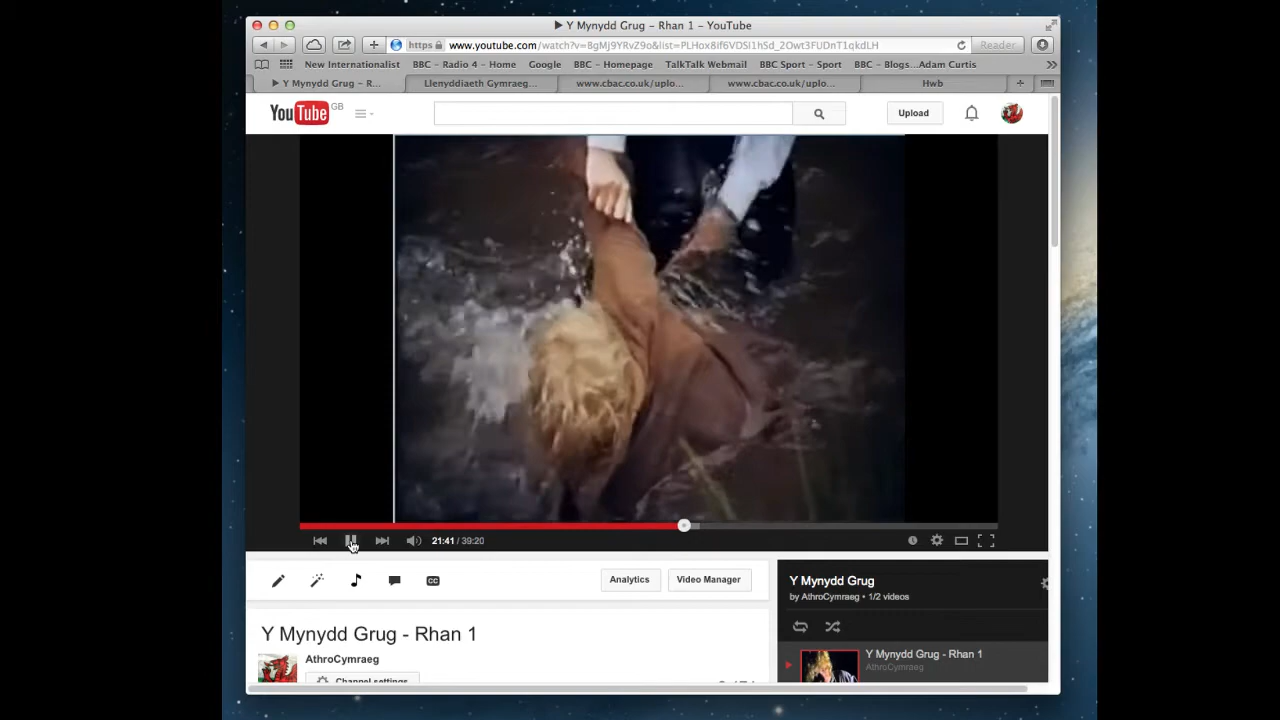 Y Mynydd Grug - Rhan 1 - YouTube
https www.youtube.com/watch?v=8gMJ9YRvZ9o&list=PLHox8if6VDSI1hSd_2Owt3FUDnT1qkdLH Reader
New Internationalist BBC - Radio 4 - Home Google BBC - Homepage TalkTalk Webmail BBC Sport - Sport BBC - Blogs...Adam Curtis
Y Mynydd Grug - R... Llenyddiaeth Gymraeg... www.cbac.co.uk/uplo... www.cbac.co.uk/uplo... Hwb
YouTube GB Upload
21:41 / 39:20
CC Analytics Video Manager
Y Mynydd Grug
by AthroCymraeg • 1/2 videos
Y Mynydd Grug - Rhan 1
AthroCymraeg
Channel settings
Y Mynydd Grug - Rhan 1
AthroCymraeg